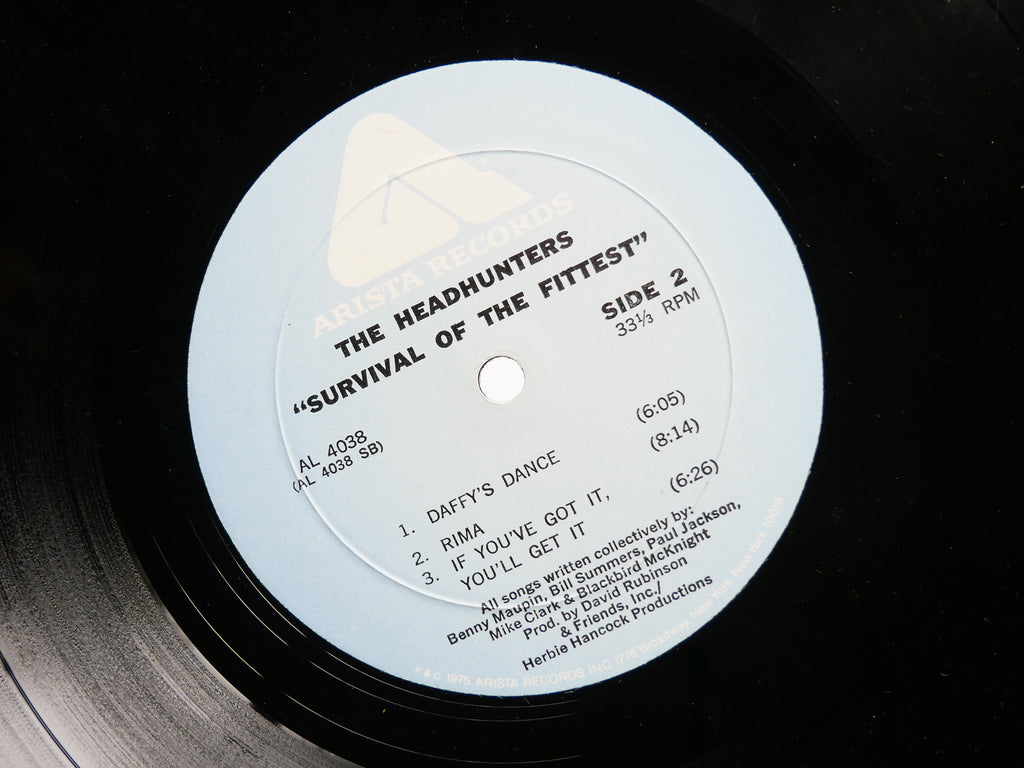 ARISTA RECORDS
THE HEADHUNTERS
“SURVIVAL OF THE FITTEST”
SIDE 2
33⅓ RPM
AL 4038
(AL 4038 SB)
1. DAFFY'S DANCE (6:05)
2. RIMA (8:14)
3. IF YOU'VE GOT IT,
YOU'LL GET IT (6:26)
All songs written collectively by:
Benny Maupin, Bill Summers, Paul Jackson,
Mike Clark & Blackbird McKnight
Prod. by David Rubinson
& Friends, Inc./
Herbie Hancock Productions
P & C 1975 ARISTA RECORDS INC 1776 Broadway, New York, New York 10019